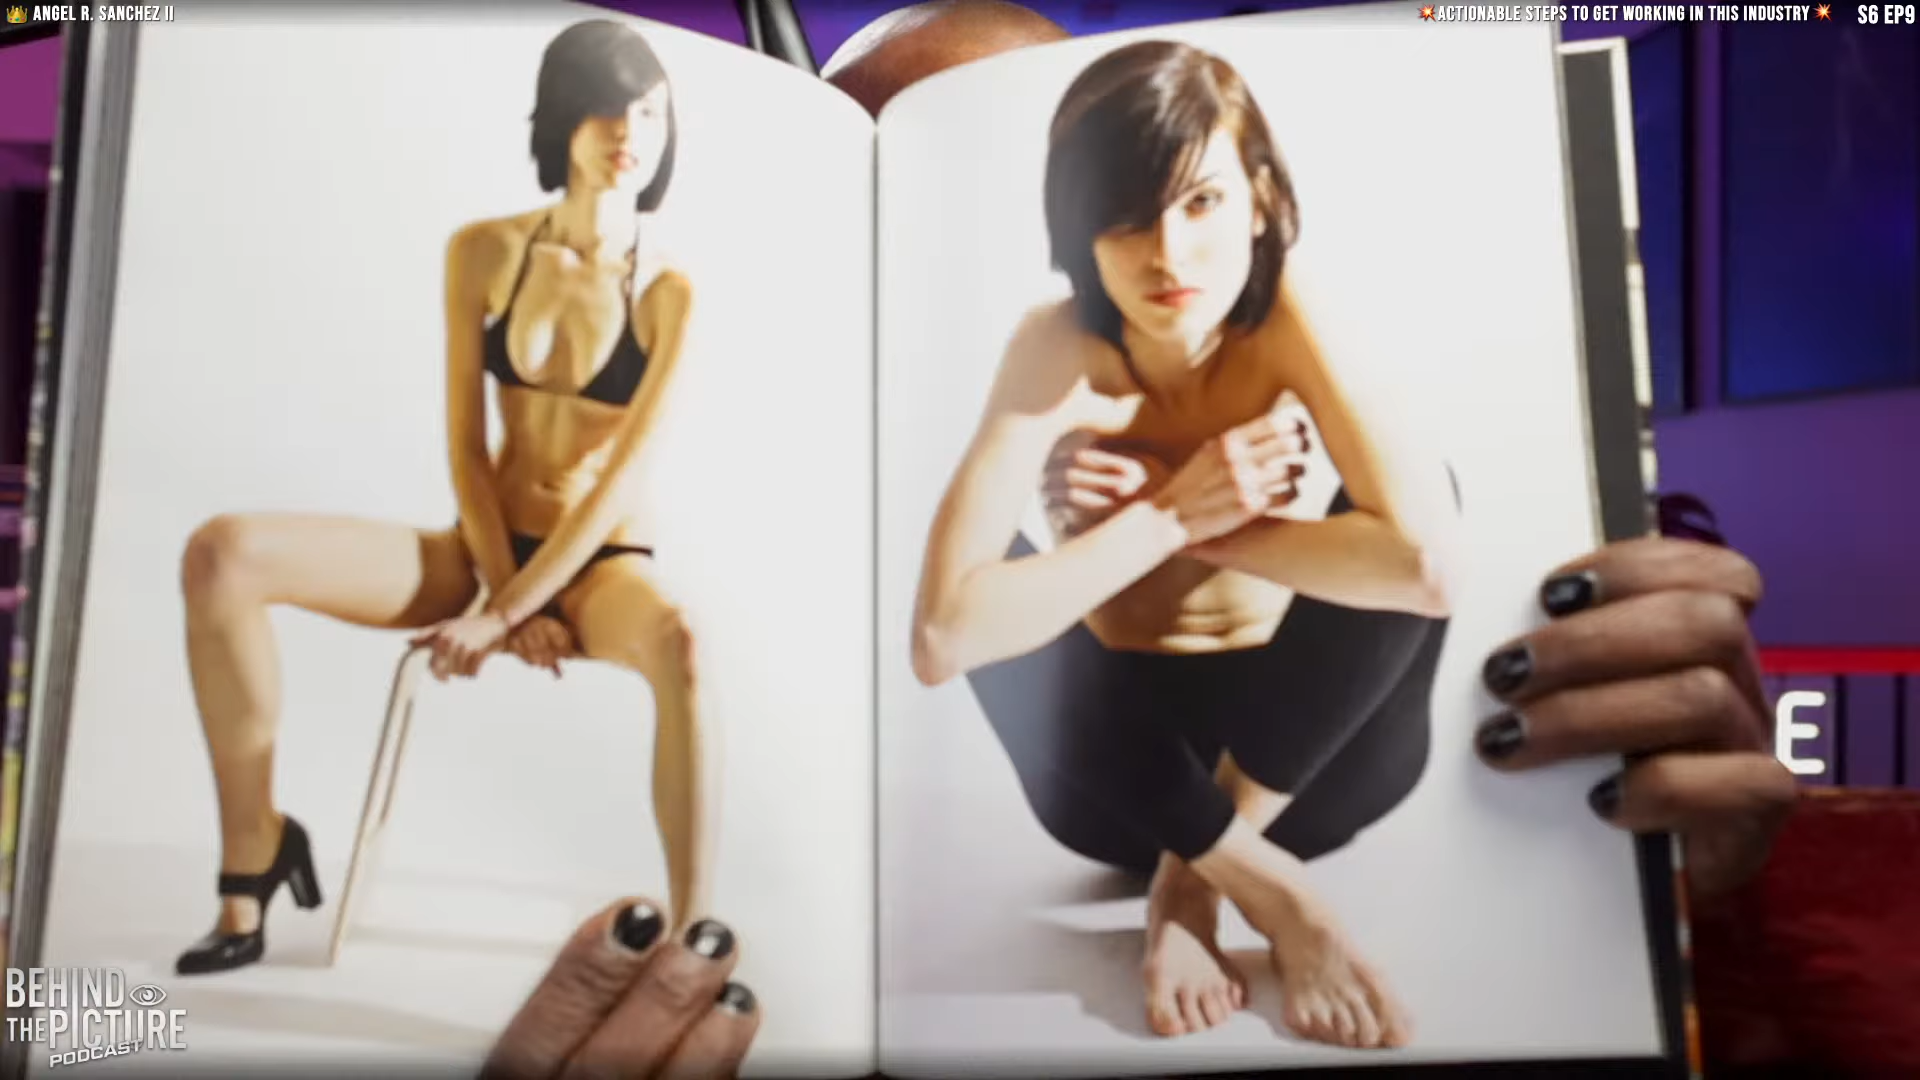 👑 ANGEL R. SANCHEZ II
💥ACTIONABLE STEPS TO GET WORKING IN THIS INDUSTRY💥 S6 EP9
E
BEHIND
THE PICTURE
PODCAST